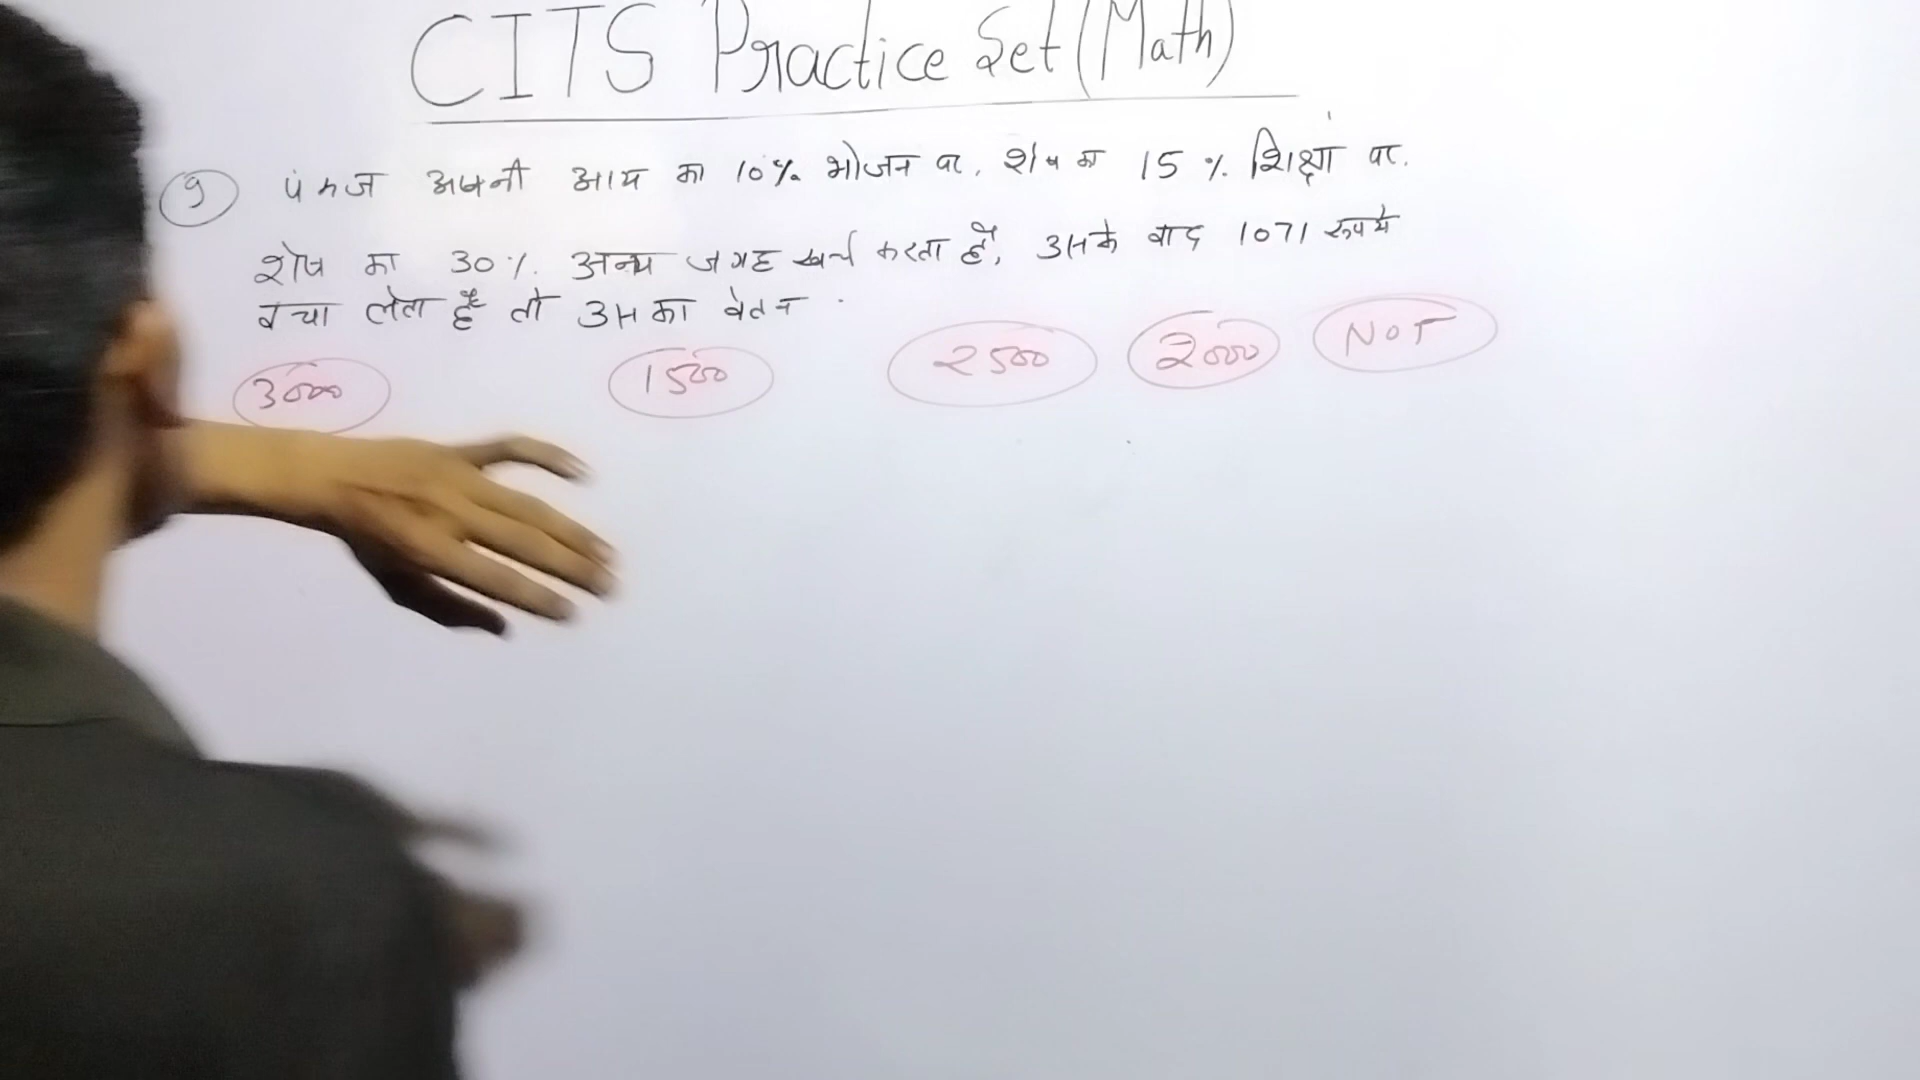 CITS Practice Set (Math)
9 पंकज अपनी आय का 10% भोजन पर, शेष का 15% शिक्षा पर,
शेष का 30% अन्य जगह खर्च करता है, उसके बाद 1071 रूपये
बचा लेता है तो उसका वेतन
3000 1500 2500 2000 NOT